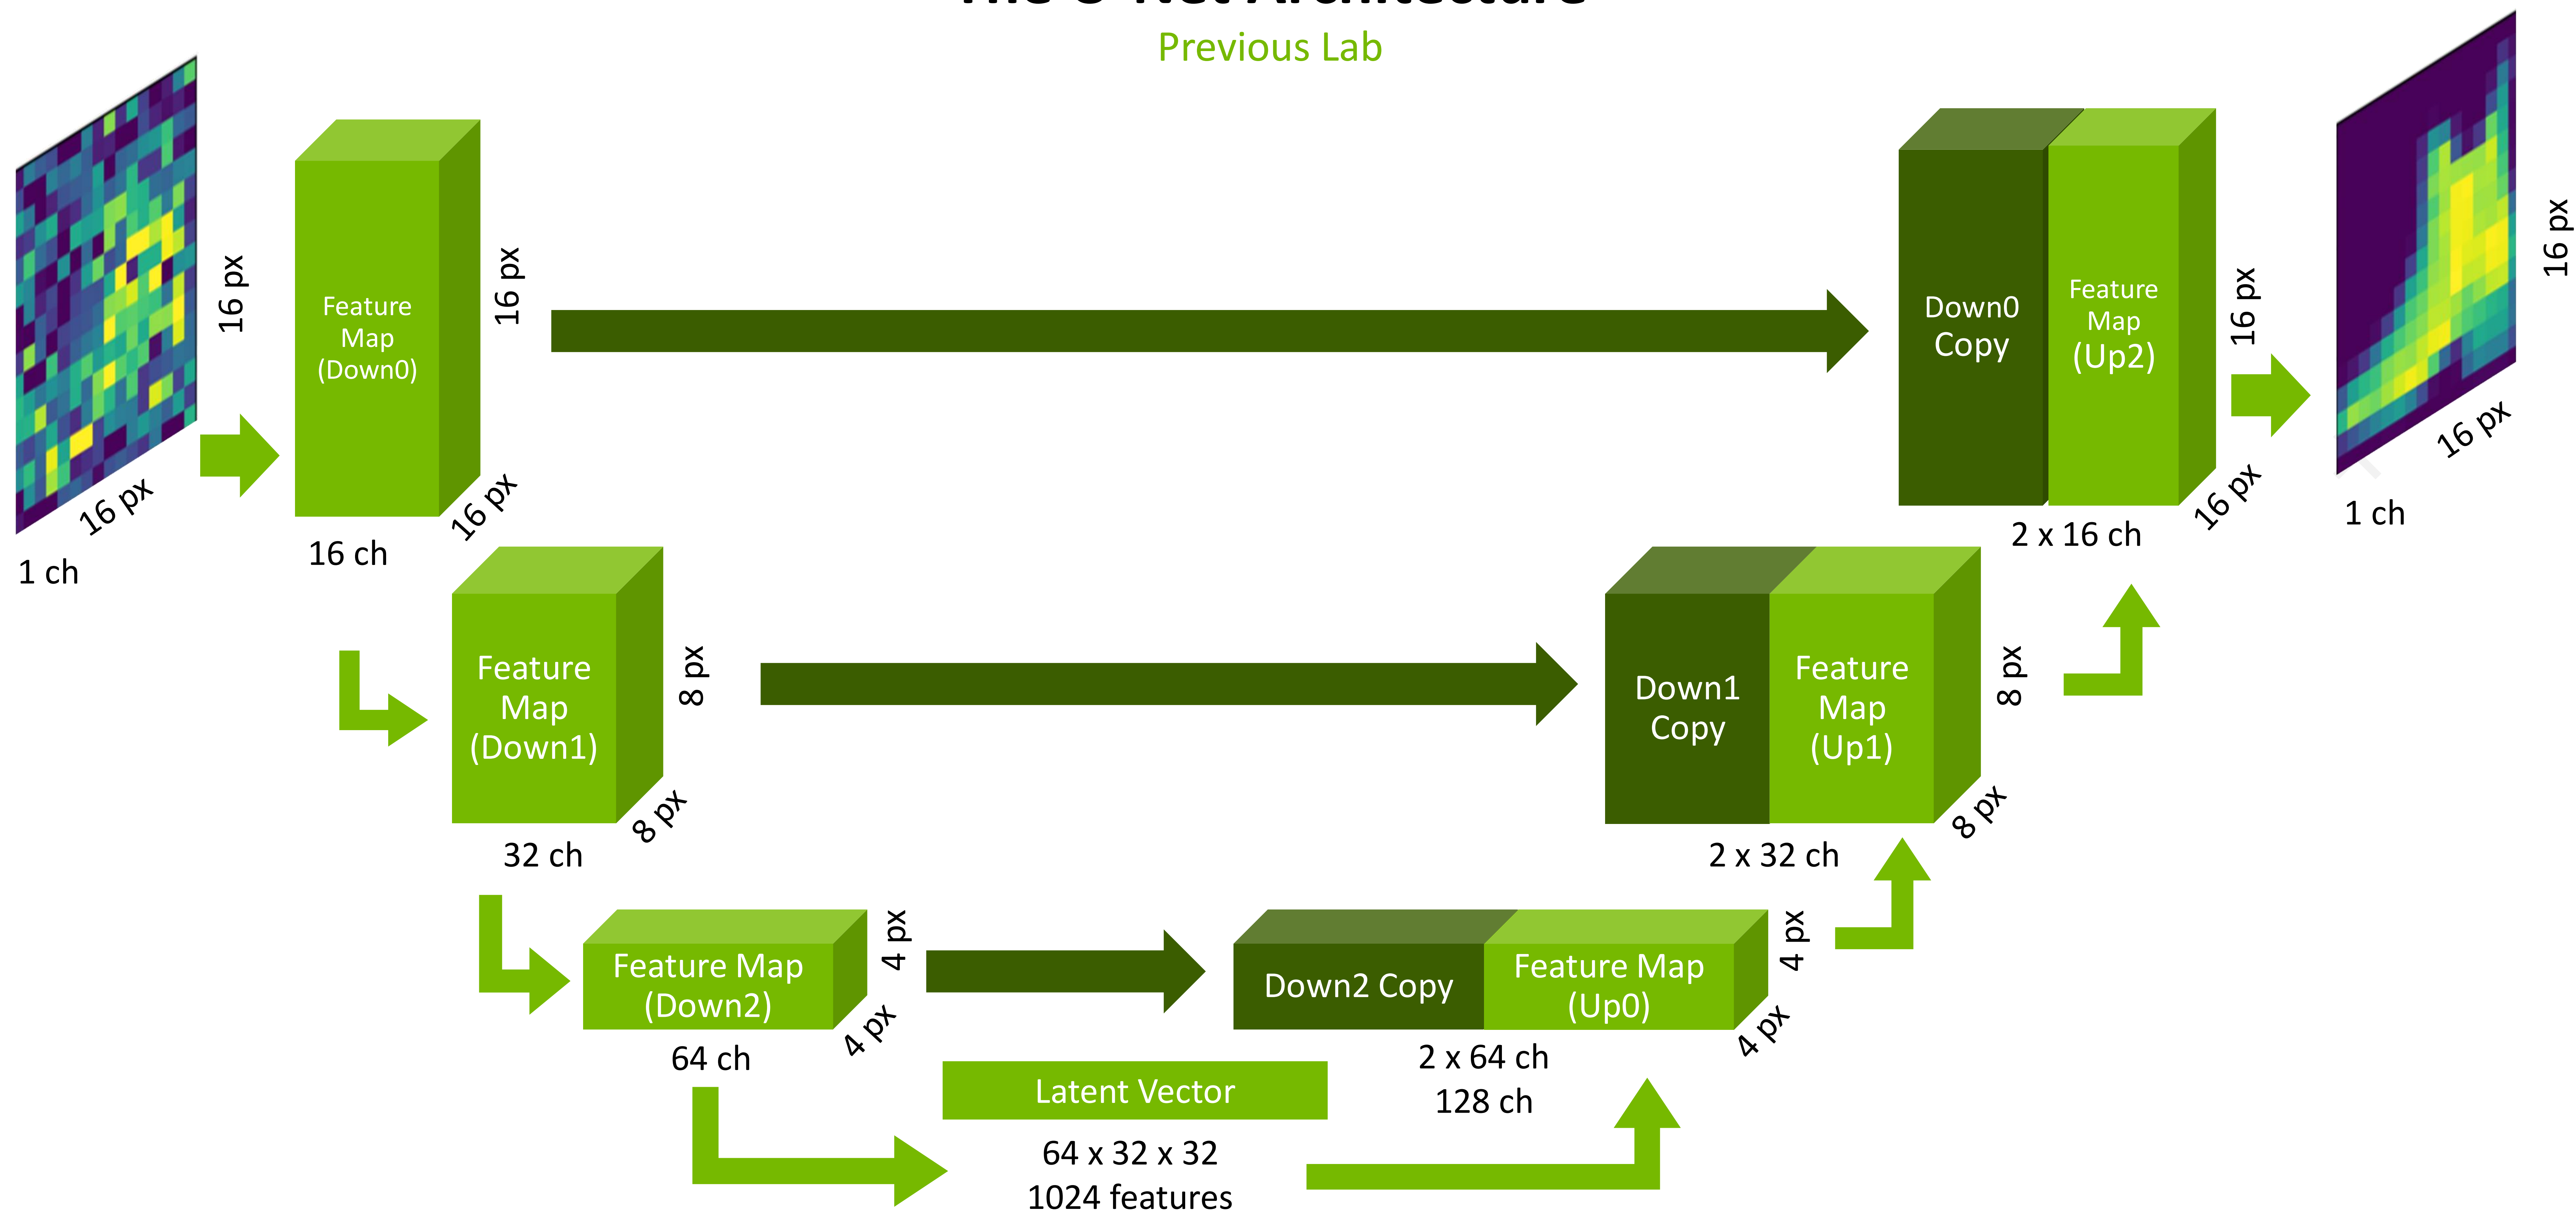 The U-Net Architecture
Previous Lab
16 px
16 px
1 ch
Feature
Map
(Down0)
16 px
16 px
16 ch
Down0
Copy
Feature
Map
(Up2)
16 px
16 px
2 x 16 ch
16 px
16 px
1 ch
Feature
Map
(Down1)
8 px
8 px
32 ch
Down1
Copy
Feature
Map
(Up1)
8 px
8 px
2 x 32 ch
Feature Map
(Down2)
4 px
4 px
64 ch
Down2 Copy
Feature Map
(Up0)
4 px
4 px
2 x 64 ch
128 ch
Latent Vector
64 x 32 x 32
1024 features